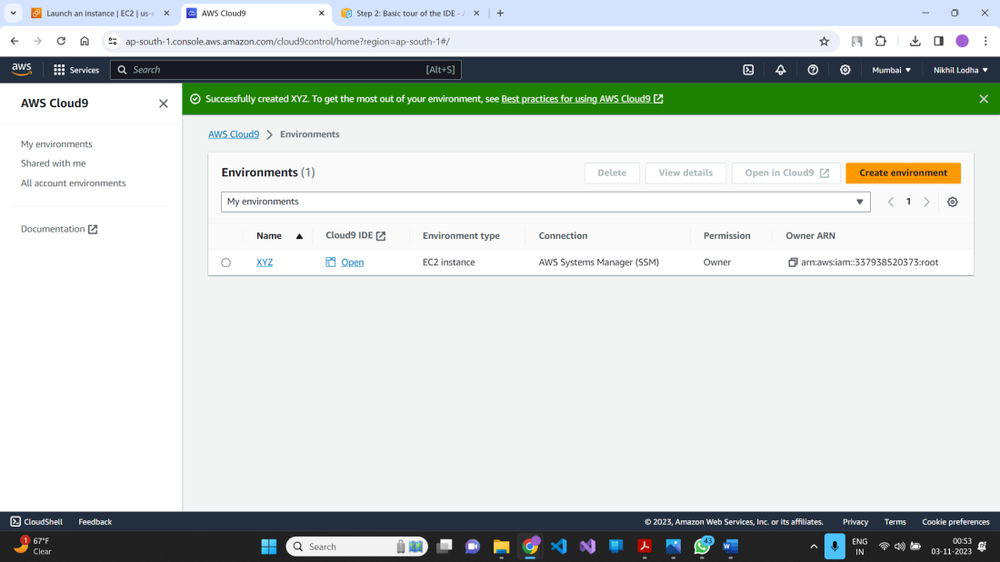 Launch an instance | EC2 | us-e
AWS Cloud9
Step 2: Basic tour of the IDE - A
ap-south-1.console.aws.amazon.com/cloud9control/home?region=ap-south-1#/
aws
Services
Search
[Alt+S]
Mumbai
Nikhil Lodha
AWS Cloud9
Successfully created XYZ. To get the most out of your environment, see Best practices for using AWS Cloud9
My environments
Shared with me
All account environments
Documentation
AWS Cloud9
Environments
Environments (1)
Delete
View details
Open in Cloud9
Create environment
My environments
1
Name
Cloud9 IDE
Environment type
Connection
Permission
Owner ARN
XYZ
Open
EC2 instance
AWS Systems Manager (SSM)
Owner
arn:aws:iam::337938520373:root
CloudShell
Feedback
© 2023, Amazon Web Services, Inc. or its affiliates.
Privacy
Terms
Cookie preferences
1
67°F
Clear
Search
43
ENG
IN
00:53
03-11-2023